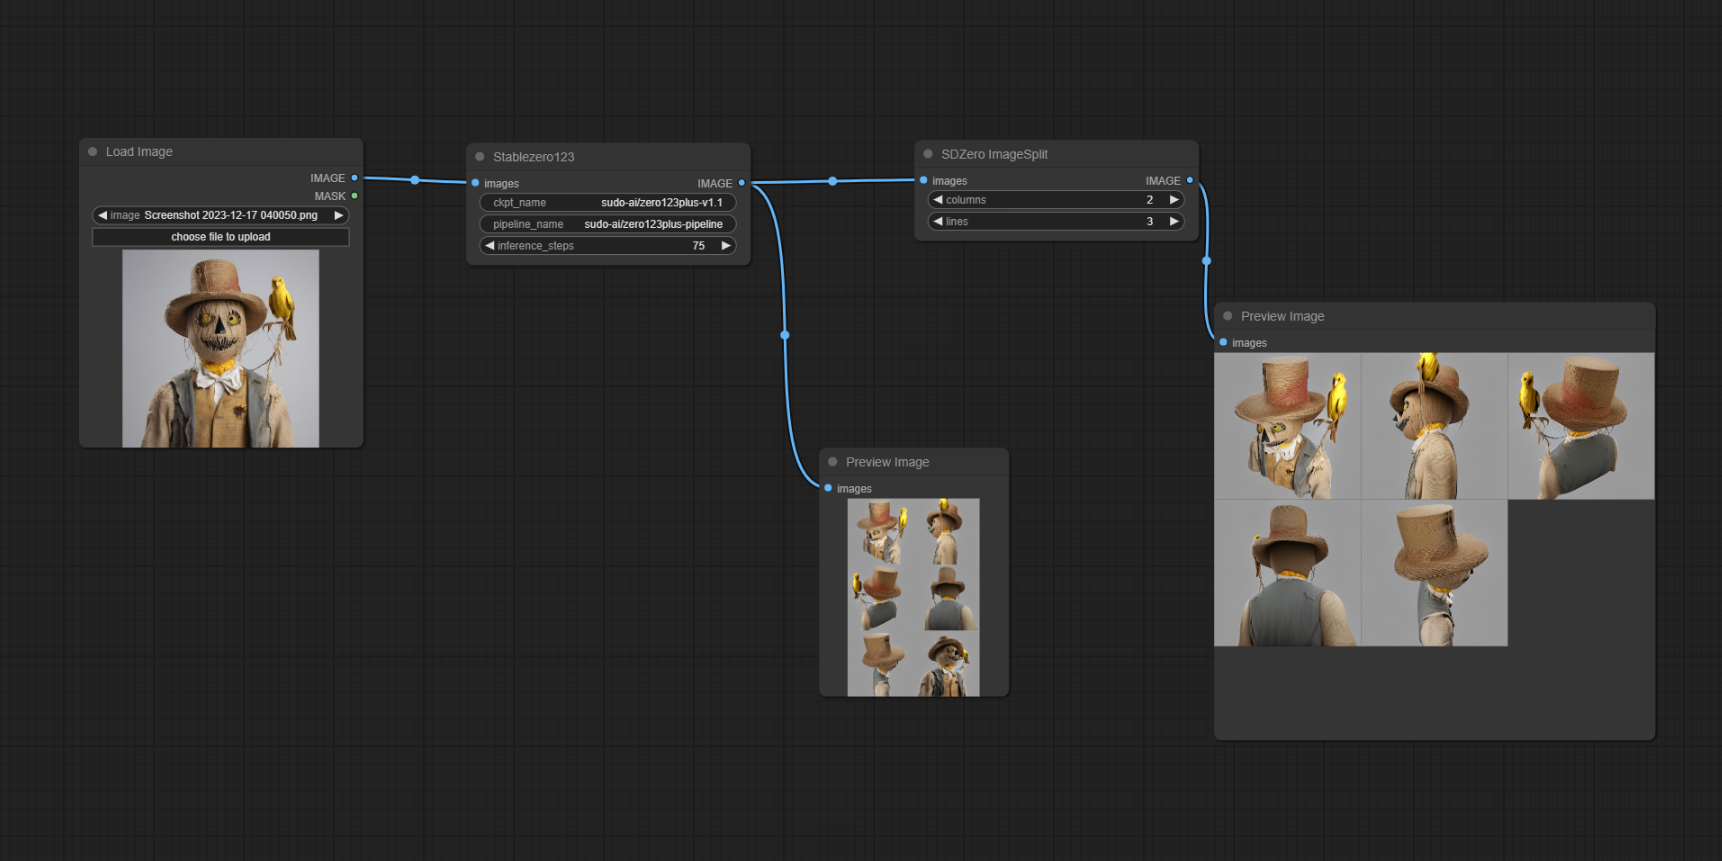 Load Image
IMAGE
MASK
image Screenshot 2023-12-17 040050.png
choose file to upload
Stablezero123
images IMAGE
ckpt_name sudo-ai/zero123plus-v1.1
pipeline_name sudo-ai/zero123plus-pipeline
inference_steps 75
SDZero ImageSplit
images IMAGE
columns 2
lines 3
Preview Image
images
Preview Image
images